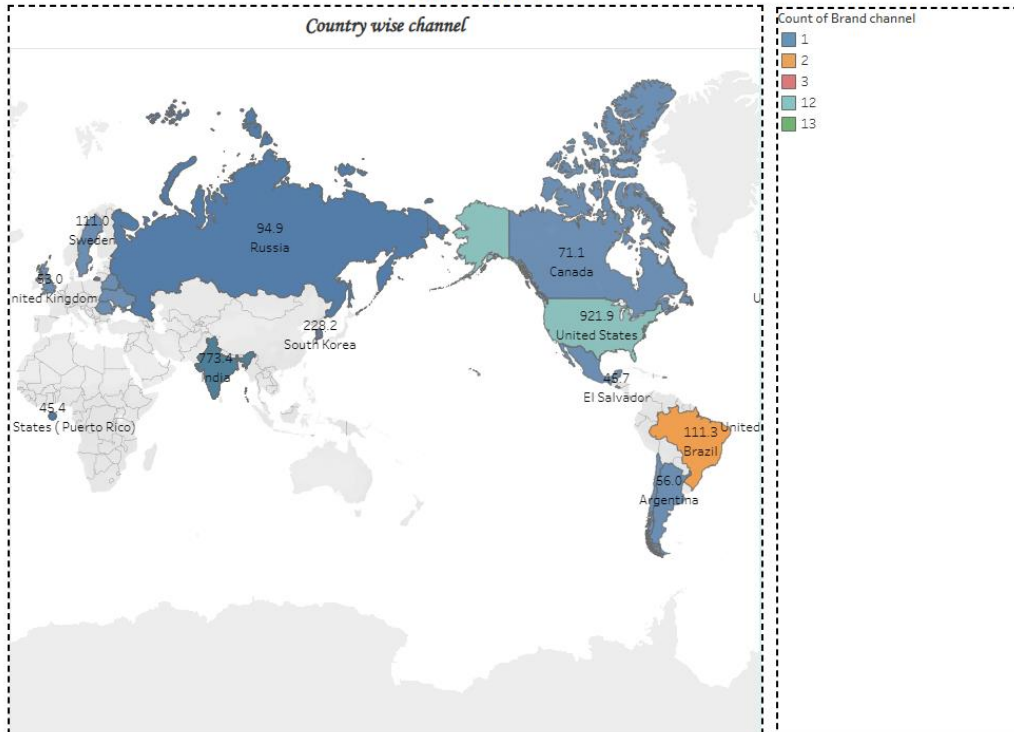 Country wise channel
Count of Brand channel
1
2
3
12
13
111.0
Sweden
94.9
Russia
71.1
Canada
53.0
nited Kingdom
U
921.9
United States
228.2
South Korea
773.4
India
45.7
El Salvador
45.4
States ( Puerto Rico)
111.3
Brazil
United
56.0
Argentina